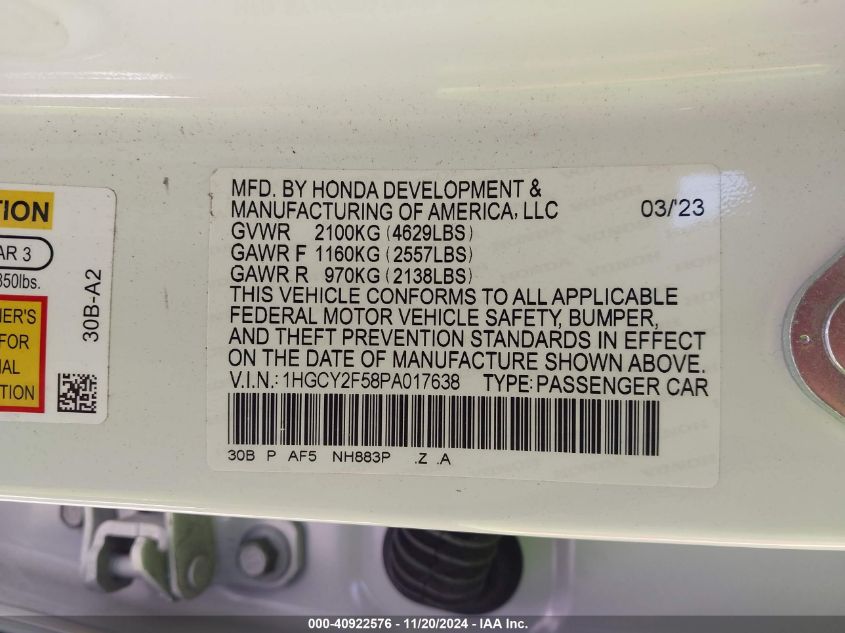 TION
AR 3
850lbs.
NER'S
FOR
NAL
TION
30B-A2
MFD. BY HONDA DEVELOPMENT &
MANUFACTURING OF AMERICA, LLC 03/'23
GVWR 2100KG (4629LBS)
GAWR F 1160KG (2557LBS)
GAWR R 970KG (2138LBS)
THIS VEHICLE CONFORMS TO ALL APPLICABLE
FEDERAL MOTOR VEHICLE SAFETY, BUMPER,
AND THEFT PREVENTION STANDARDS IN EFFECT
ON THE DATE OF MANUFACTURE SHOWN ABOVE.
V.I.N.: 1HGCY2F58PA017638 TYPE: PASSENGER CAR
30B P AF5 NH883P .Z .A
000-40922576 - 11/20/2024 - IAA, Inc.